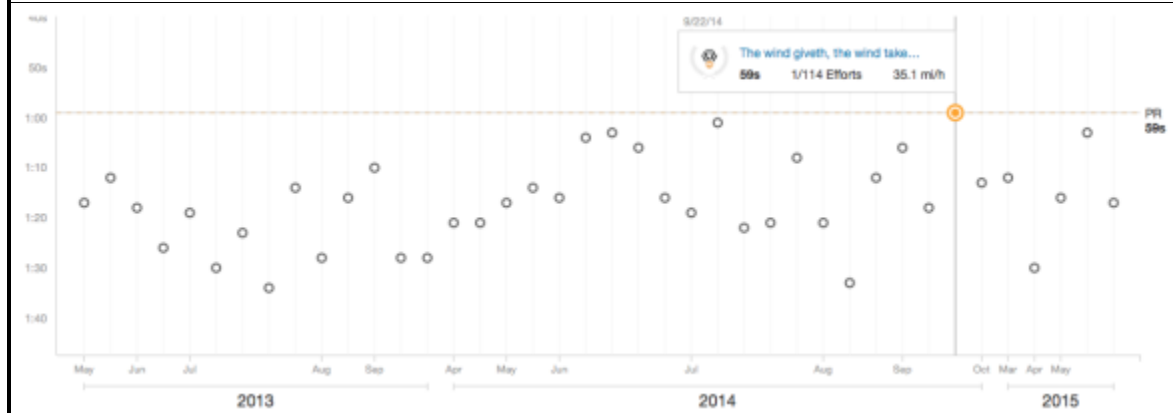 40s
9/22/14
The wind giveth, the wind take...
59s 1/114 Efforts 35.1 mi/h
50s
1:00
PR
59s
1:10
1:20
1:30
1:40
May Jun Jul Aug Sep Apr May Jun Jul Aug Sep Oct Mar Apr May
2013 2014 2015